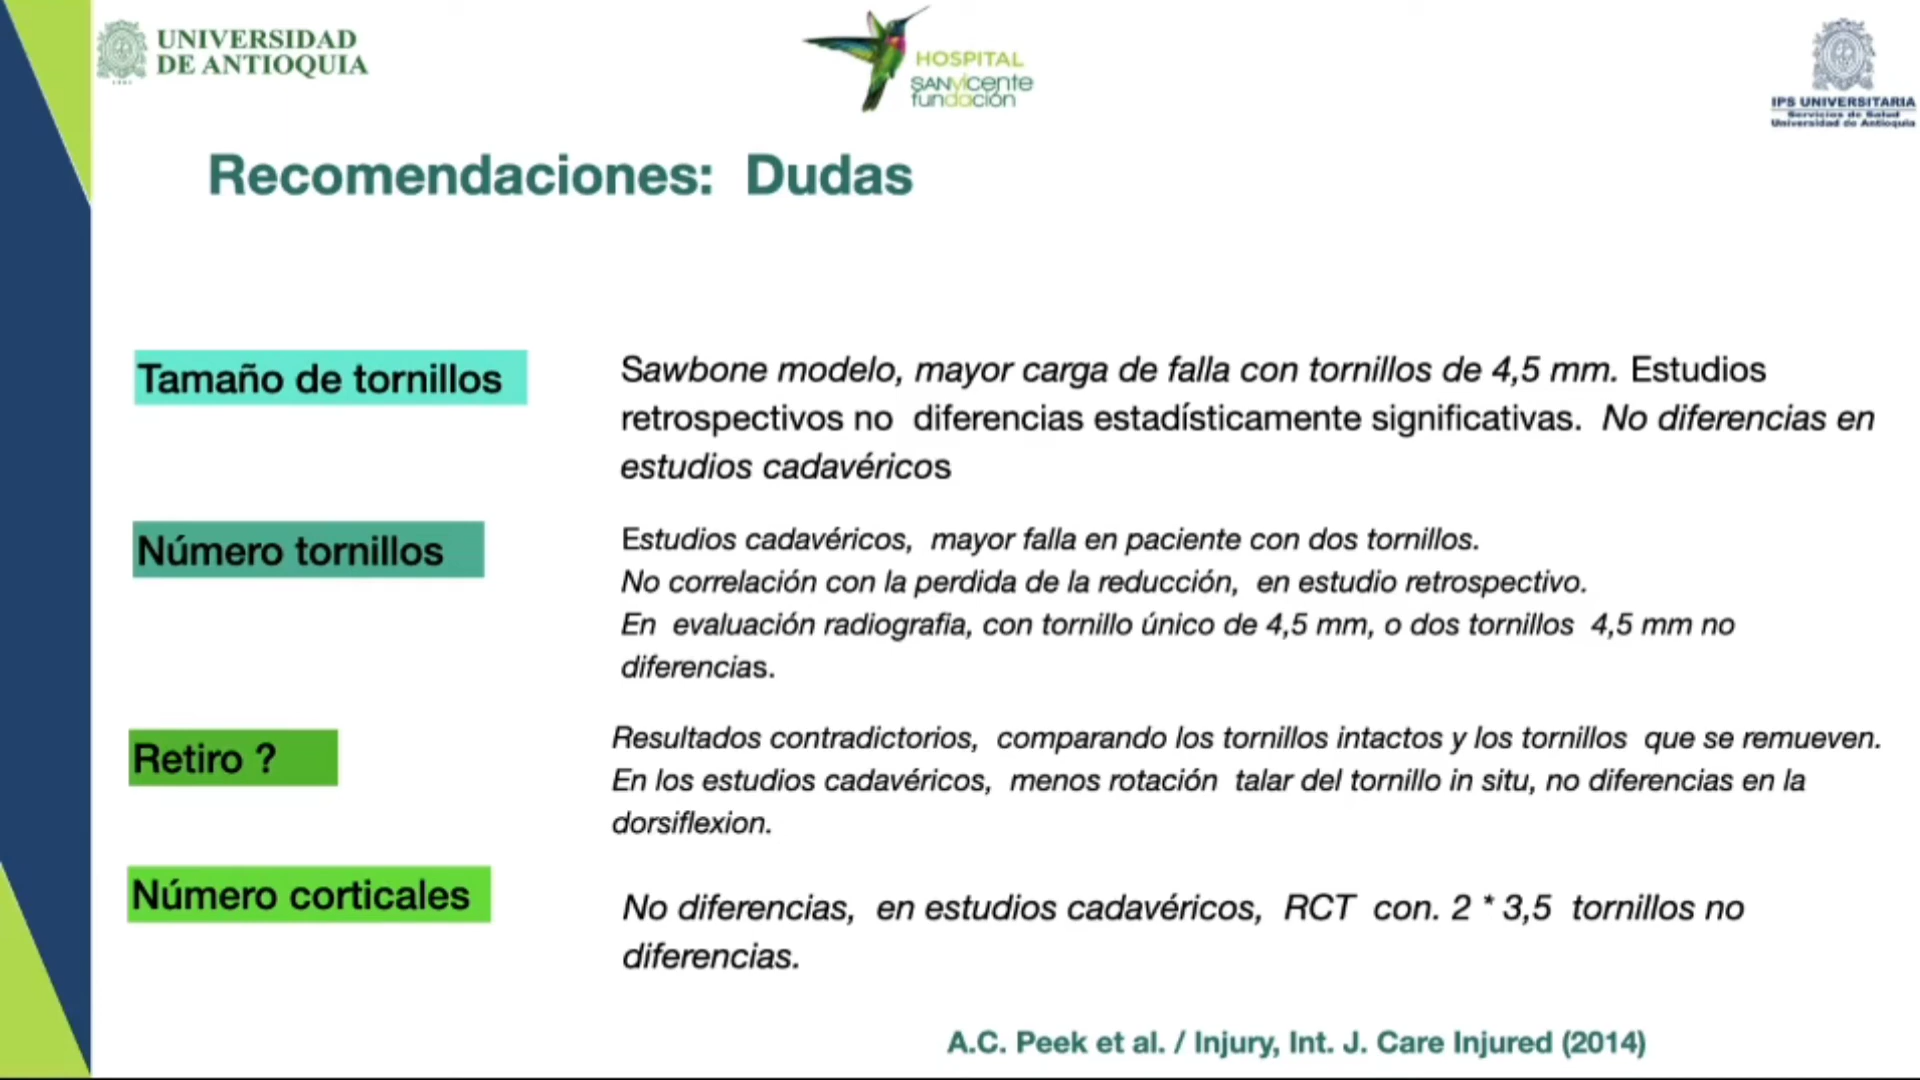 UNIVERSIDAD
DE ANTIOQUIA
1803
HOSPITAL
SANVicente
fundación
IPS UNIVERSITARIA
Servicios de Salud
Universidad de Antioquia
Recomendaciones: Dudas
Tamaño de tornillos
Sawbone modelo, mayor carga de falla con tornillos de 4,5 mm. Estudios
retrospectivos no diferencias estadísticamente significativas. No diferencias en
estudios cadavéricos
Número tornillos
Estudios cadavéricos, mayor falla en paciente con dos tornillos.
No correlación con la perdida de la reducción, en estudio retrospectivo.
En evaluación radiografia, con tornillo único de 4,5 mm, o dos tornillos 4,5 mm no
diferencias.
Retiro ?
Resultados contradictorios, comparando los tornillos intactos y los tornillos que se remueven.
En los estudios cadavéricos, menos rotación talar del tornillo in situ, no diferencias en la
dorsiflexion.
Número corticales
No diferencias, en estudios cadavéricos, RCT con. 2 * 3,5 tornillos no
diferencias.
A.C. Peek et al. / Injury, Int. J. Care Injured (2014)